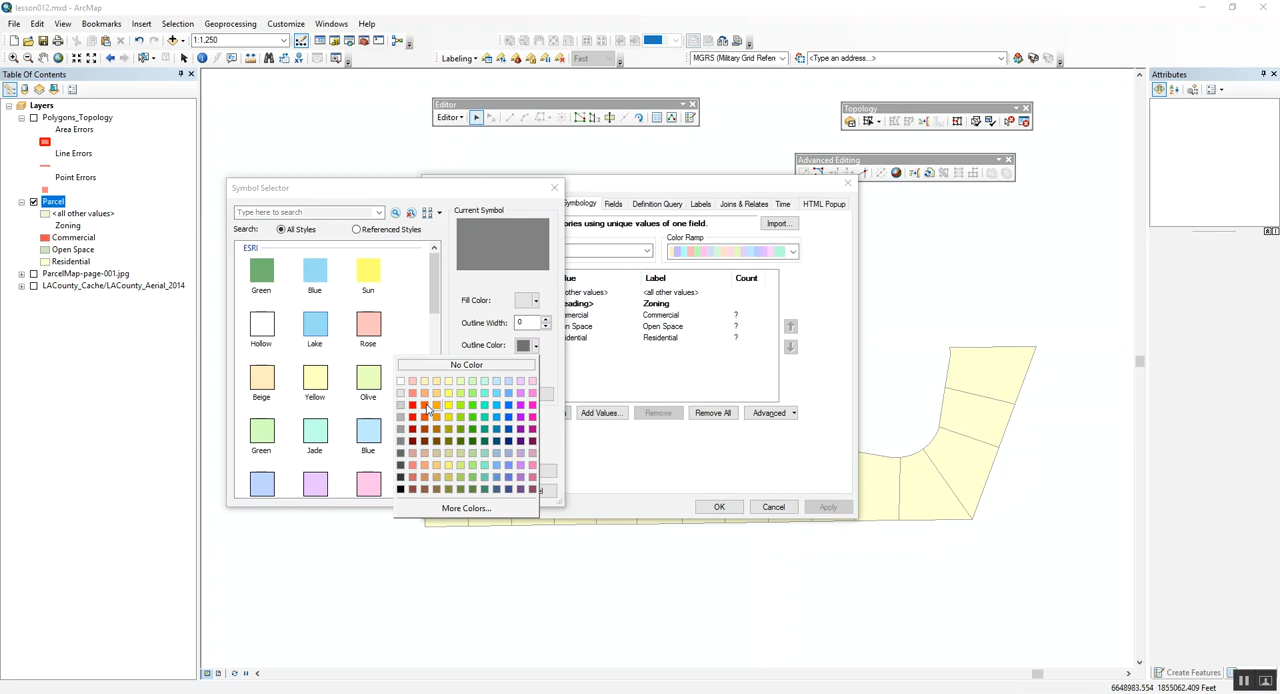 lesson012.mxd - ArcMap
File Edit View Bookmarks Insert Selection Geoprocessing Customize Windows Help
1:1,250
Labeling Fast MGRS (Military Grid Referen <Type an address...>
Table Of Contents
Layers
Polygons_Topology
Area Errors
Line Errors
Point Errors
Parcel
<all other values>
Zoning
Commercial
Open Space
Residential
ParcelMap-page-001.jpg
LACounty_Cache/LACounty_Aerial_2014
Editor
Editor
Topology
Advanced Editing
Attributes
Symbol Selector
Type here to search
Search: All Styles Referenced Styles
ESRI
Green Blue Sun
Hollow Lake Rose
Beige Yellow Olive
Green Jade Blue
Current Symbol
Fill Color:
Outline Width: 0
Outline Color:
No Color
More Colors...
ymbology Fields Definition Query Labels Joins & Relates Time HTML Popup
ories using unique values of one field. Import...
Color Ramp
lue Label Count
ther values> <all other values>
eading> Zoning
mercial Commercial ?
n Space Open Space ?
idential Residential ?
Add Values... Remove Remove All Advanced
OK Cancel Apply
Create Features
6648983.554 1855062.409 Feet